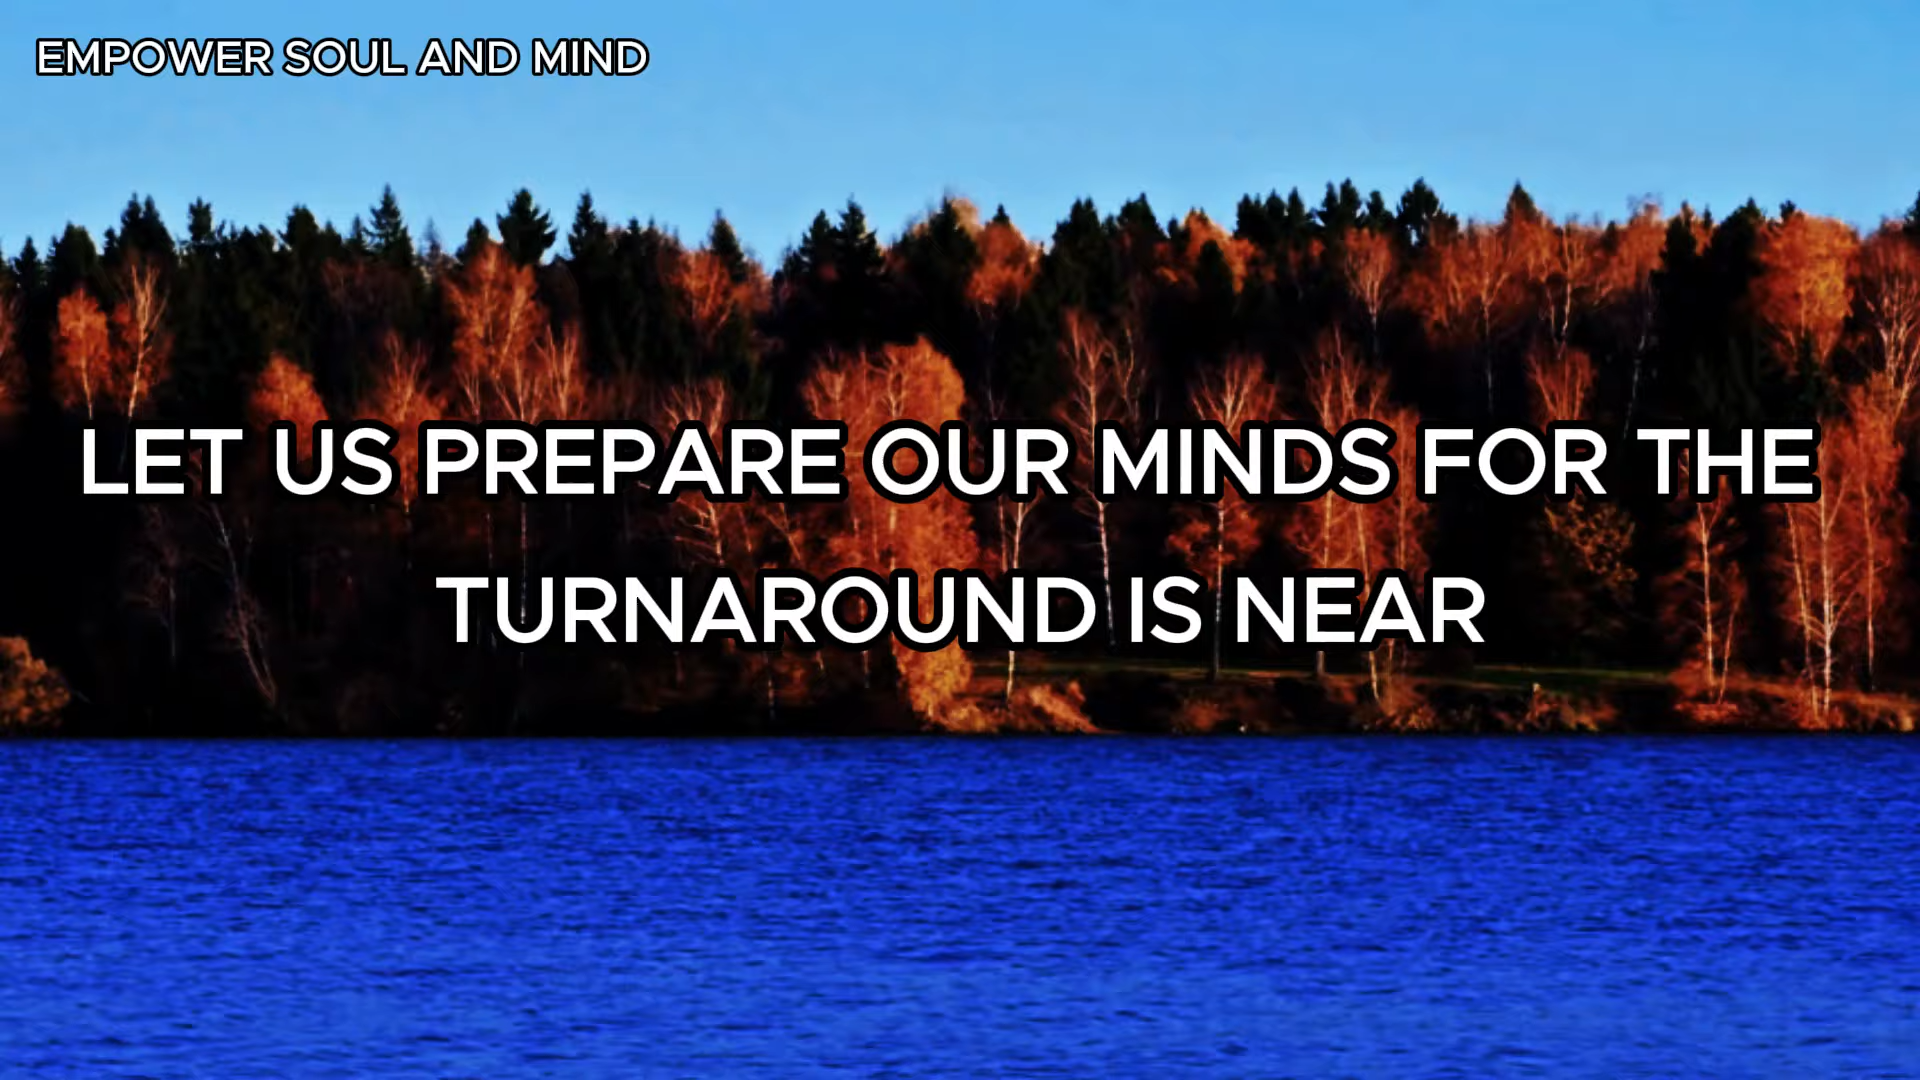 EMPOWER SOUL AND MIND
LET US PREPARE OUR MINDS FOR THE
TURNAROUND IS NEAR